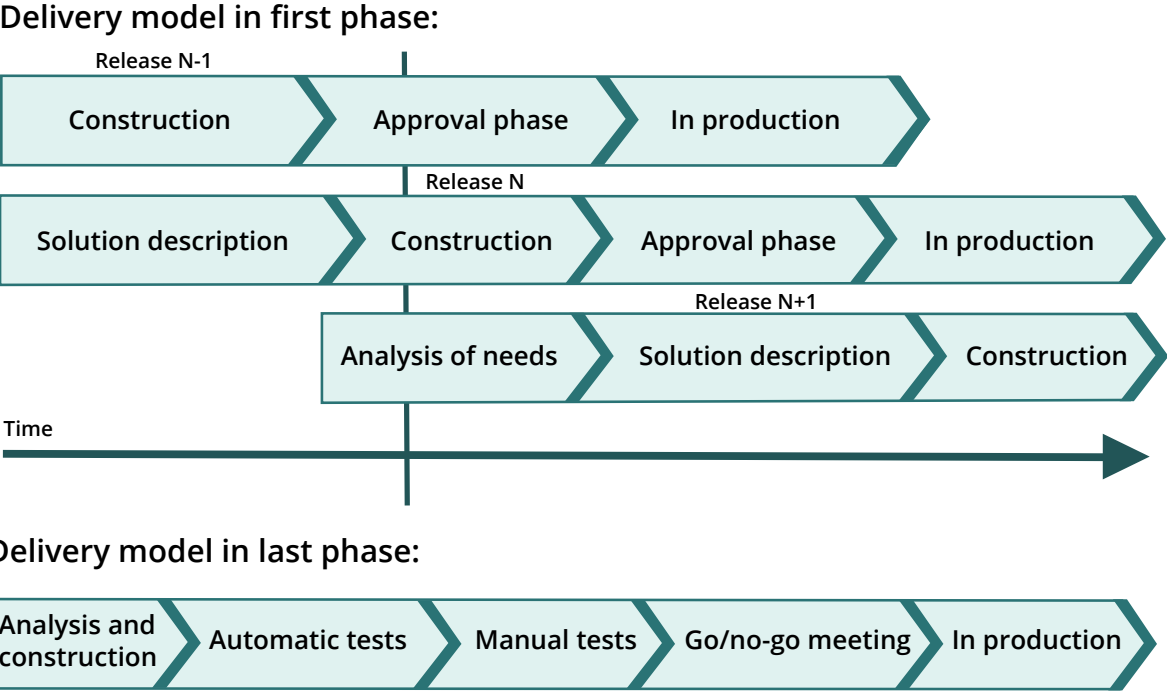 Delivery model in first phase:
Release N-1
Construction
Approval phase
In production
Release N
Solution description
Construction
Approval phase
In production
Release N+1
Analysis of needs
Solution description
Construction
Time
Delivery model in last phase:
Analysis and
construction
Automatic tests
Manual tests
Go/no-go meeting
In production